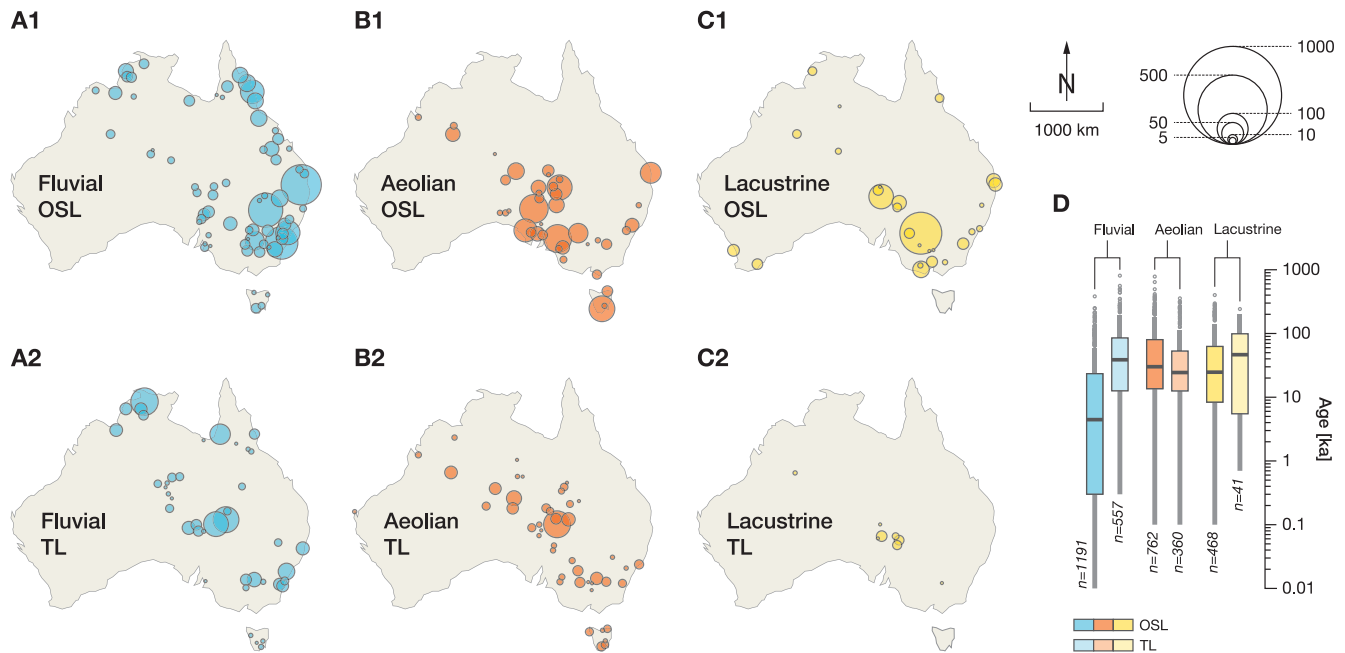 A1
B1
C1
Fluvial
OSL
Aeolian
OSL
Lacustrine
OSL
N
1000 km
1000
500
100
50
10
5
A2
B2
C2
Fluvial
TL
Aeolian
TL
Lacustrine
TL
D
Fluvial
Aeolian
Lacustrine
1000
100
10
1
0.1
0.01
Age [ka]
n=1191
n=557
n=762
n=360
n=468
n=41
OSL
TL